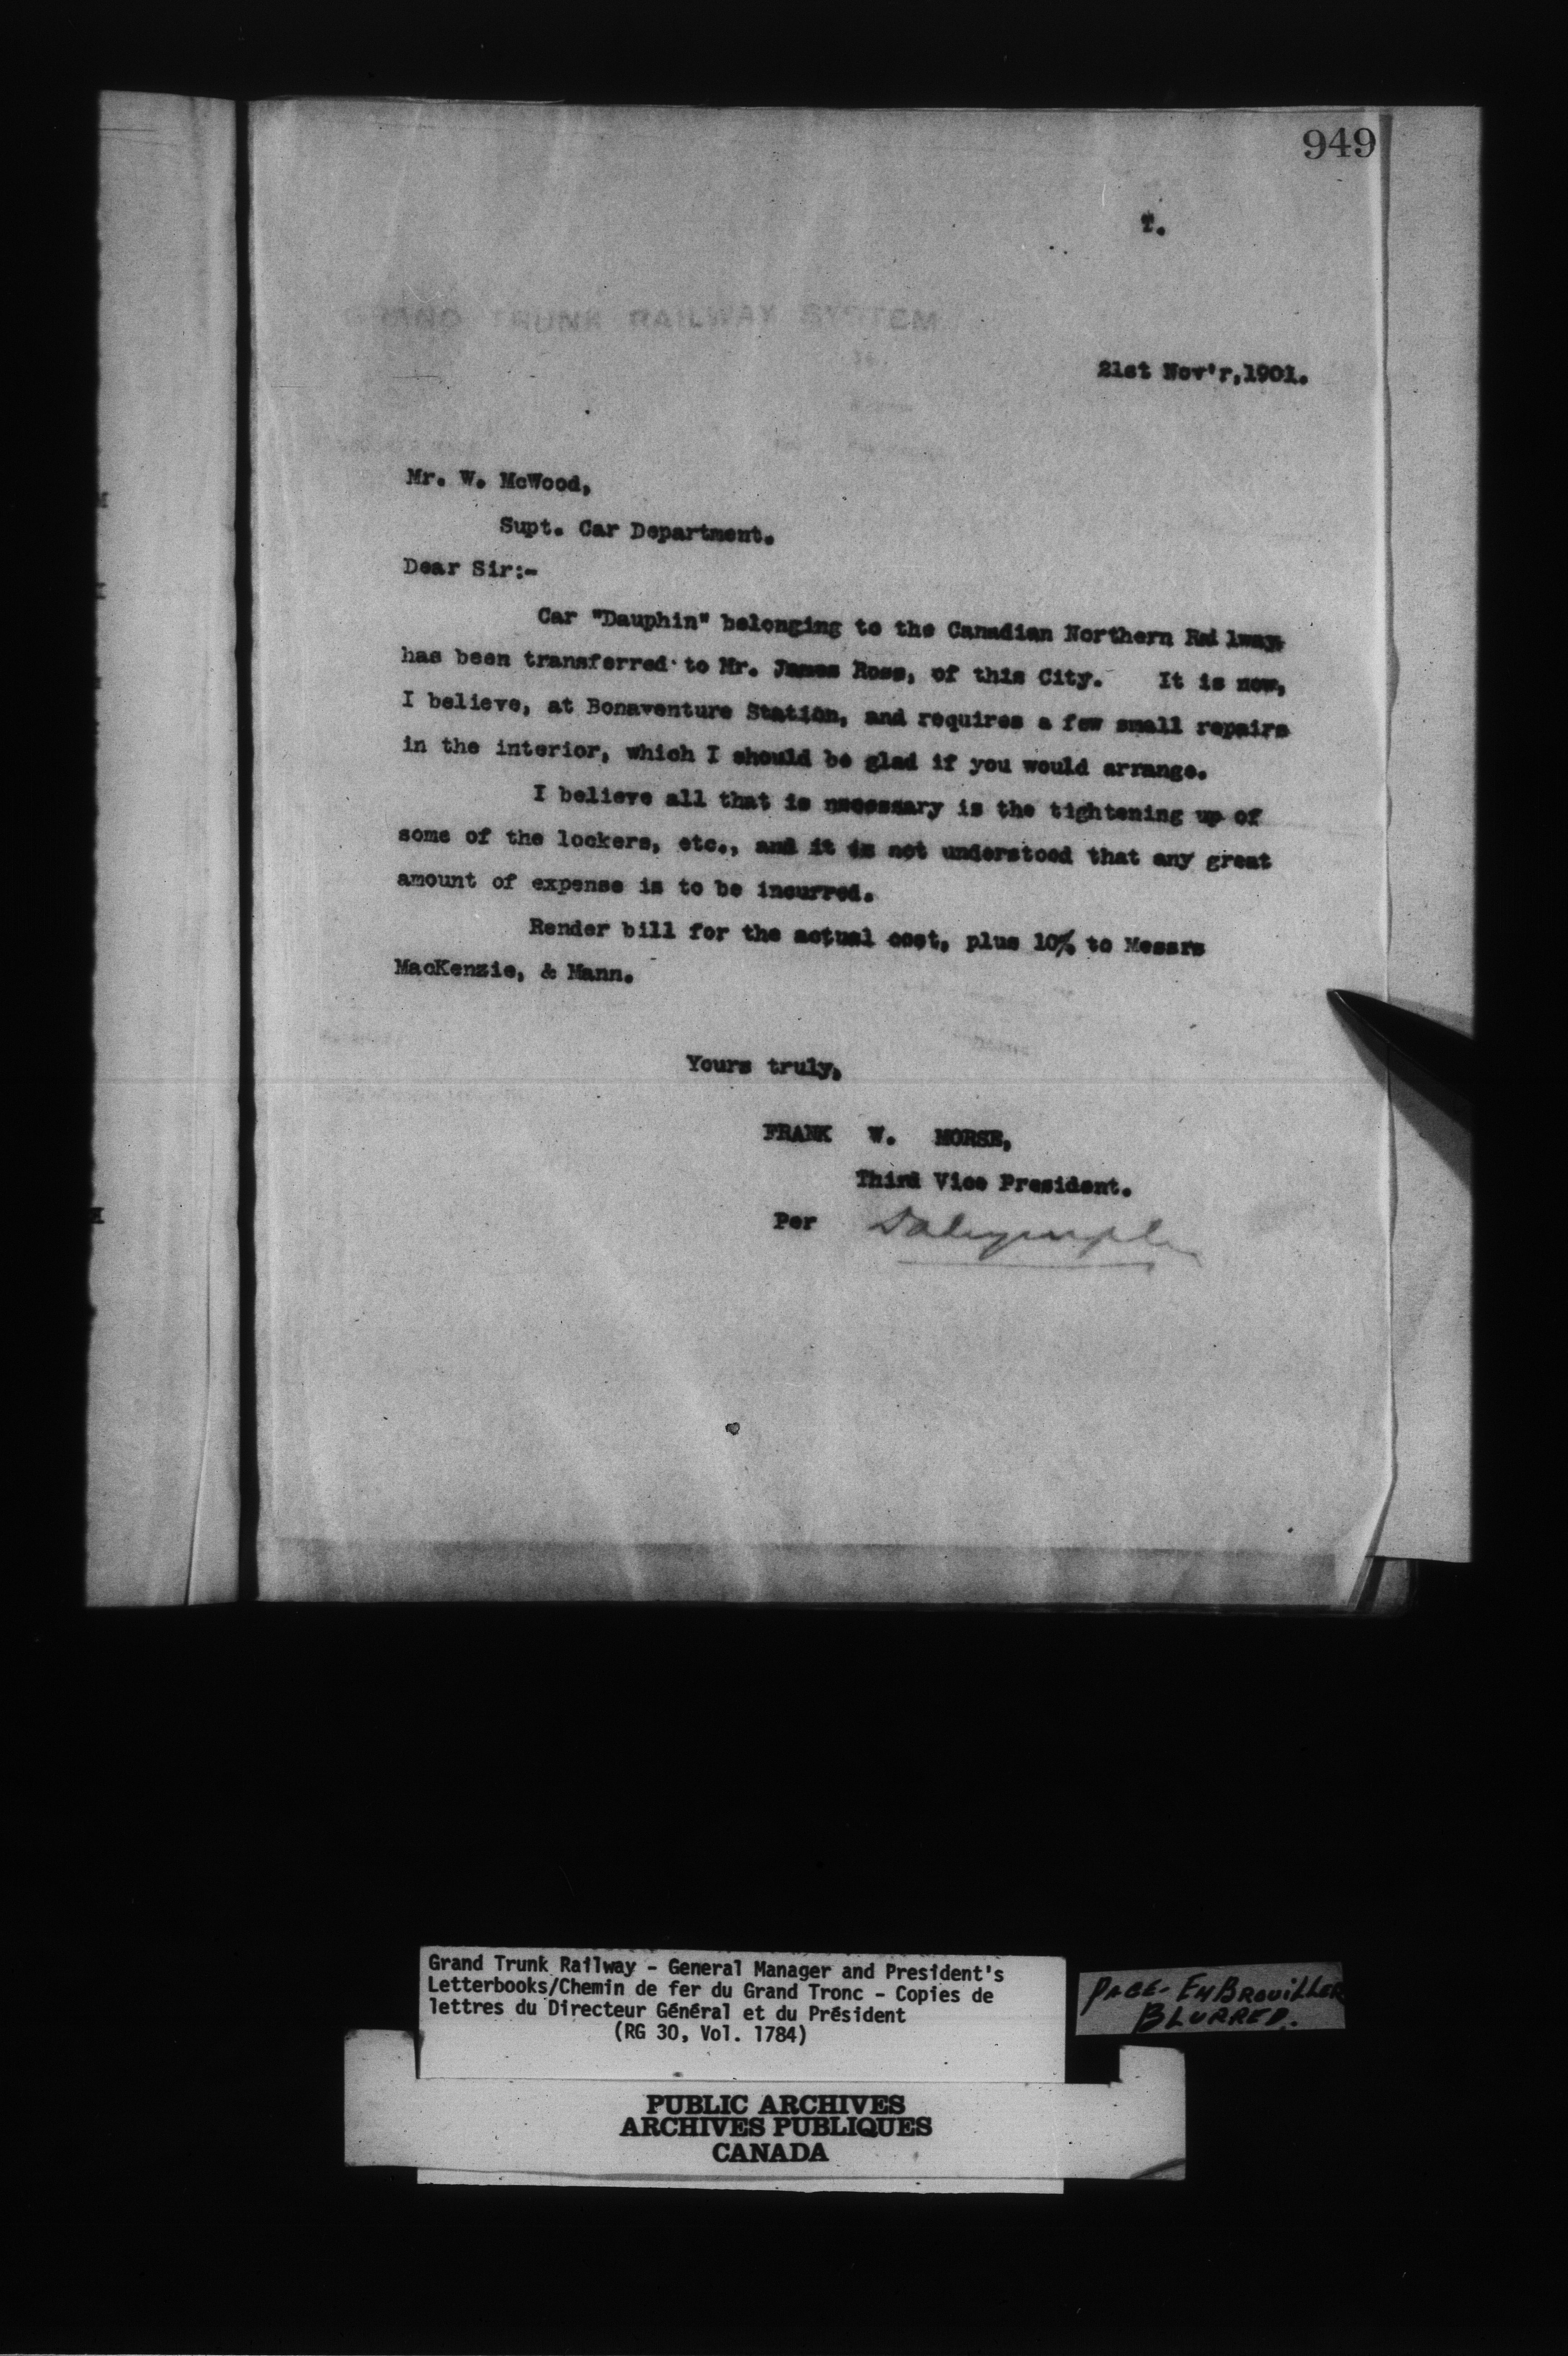 949
T.
GRAND TRUNK RAILWAY SYSTEM
21st Nov'r,1901.
Mr. W. McWood,
Supt. Car Department.
Dear Sir:-
Car "Dauphin" belonging to the Canadian Northern Railway
has been transferred to Mr. James Ross, of this City. It is now,
I believe, at Bonaventure Station, and requires a few small repairs
in the interior, which I should be glad if you would arrange.
I believe all that is necessary is the tightening up of
some of the lockers, etc., and it is not understood that any great
amount of expense is to be incurred.
Render bill for the actual cost, plus 10% to Messrs
MacKenzie, & Mann.
Yours truly,
FRANK W. MORSE,
Third Vice President.
Per Dalrymple
Grand Trunk Railway - General Manager and President's
Letterbooks/Chemin de fer du Grand Tronc - Copies de
lettres du Directeur Général et du Président
(RG 30, Vol. 1784)
PAGE-EMBROUILLER
BLURRED.
PUBLIC ARCHIVES
ARCHIVES PUBLIQUES
CANADA